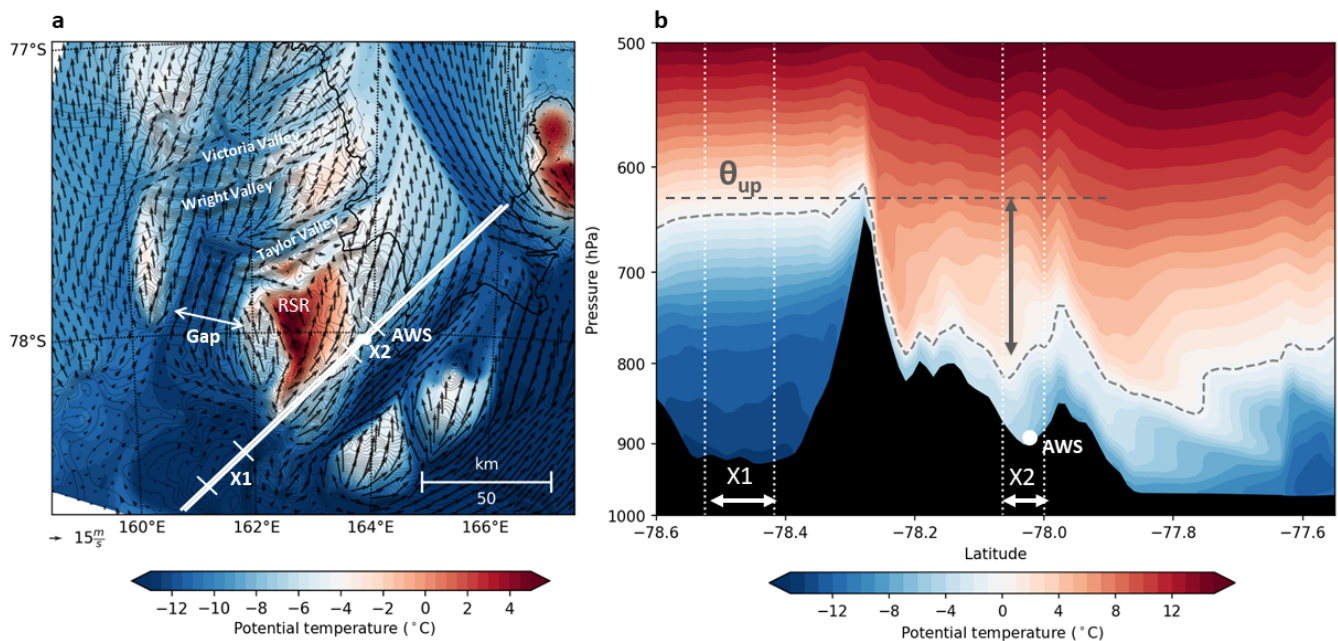 a
77°S
78°S
Victoria Valley
Wright Valley
Taylor Valley
RSR
Gap
AWS
X2
X1
km
50
160°E 162°E 164°E 166°E
15 m/s
−12 −10 −8 −6 −4 −2 0 2 4
Potential temperature (°C)
b
500
600
700
800
900
1000
Pressure (hPa)
θup
AWS
X1 X2
−78.6 −78.4 −78.2 −78.0 −77.8 −77.6
Latitude
−12 −8 −4 0 4 8 12
Potential temperature (°C)